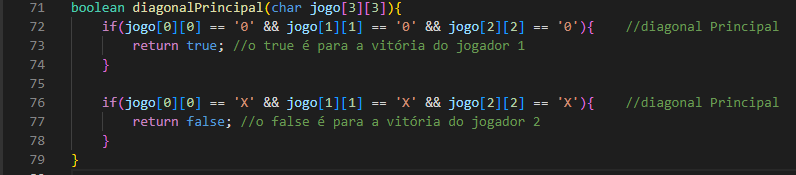 71 boolean diagonalPrincipal(char jogo[3][3]){
72 if(jogo[0][0] == '0' && jogo[1][1] == '0' && jogo[2][2] == '0'){ //diagonal Principal
73 return true; //o true é para a vitória do jogador 1
74 }
75
76 if(jogo[0][0] == 'X' && jogo[1][1] == 'X' && jogo[2][2] == 'X'){ //diagonal Principal
77 return false; //o false é para a vitória do jogador 2
78 }
79 }